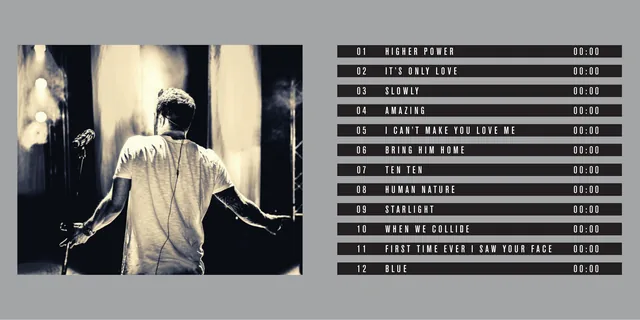 01 HIGHER POWER 00:00
02 IT'S ONLY LOVE 00:00
03 SLOWLY 00:00
04 AMAZING 00:00
05 I CAN'T MAKE YOU LOVE ME 00:00
06 BRING HIM HOME 00:00
07 TEN TEN 00:00
08 HUMAN NATURE 00:00
09 STARLIGHT 00:00
10 WHEN WE COLLIDE 00:00
11 FIRST TIME EVER I SAW YOUR FACE 00:00
12 BLUE 00:00